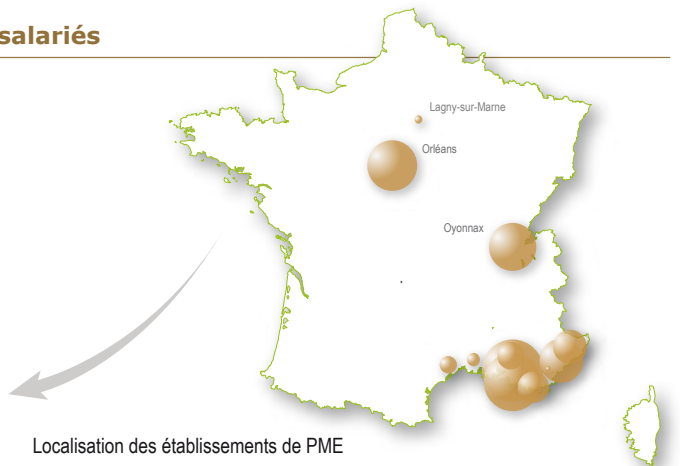 salariés
Lagny-sur-Marne
Orléans
Oyonnax
Localisation des établissements de PME